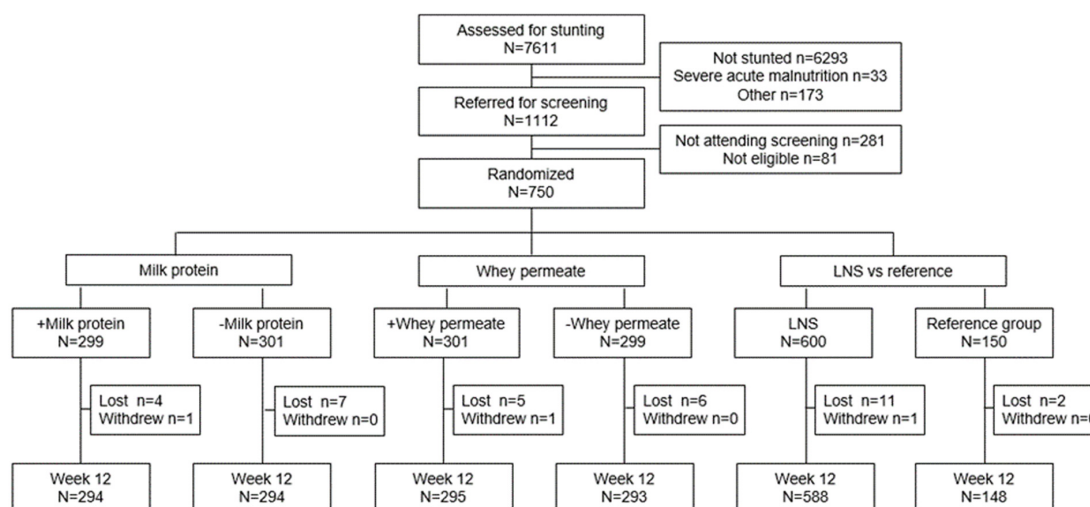 Assessed for stunting
N=7611
Not stunted n=6293
Severe acute malnutrition n=33
Other n=173
Referred for screening
N=1112
Not attending screening n=281
Not eligible n=81
Randomized
N=750
Milk protein
Whey permeate
LNS vs reference
+Milk protein
N=299
-Milk protein
N=301
+Whey permeate
N=301
-Whey permeate
N=299
LNS
N=600
Reference group
N=150
Lost n=4
Withdrew n=1
Lost n=7
Withdrew n=0
Lost n=5
Withdrew n=1
Lost n=6
Withdrew n=0
Lost n=11
Withdrew n=1
Lost n=2
Withdrew n=0
Week 12
N=294
Week 12
N=294
Week 12
N=295
Week 12
N=293
Week 12
N=588
Week 12
N=148